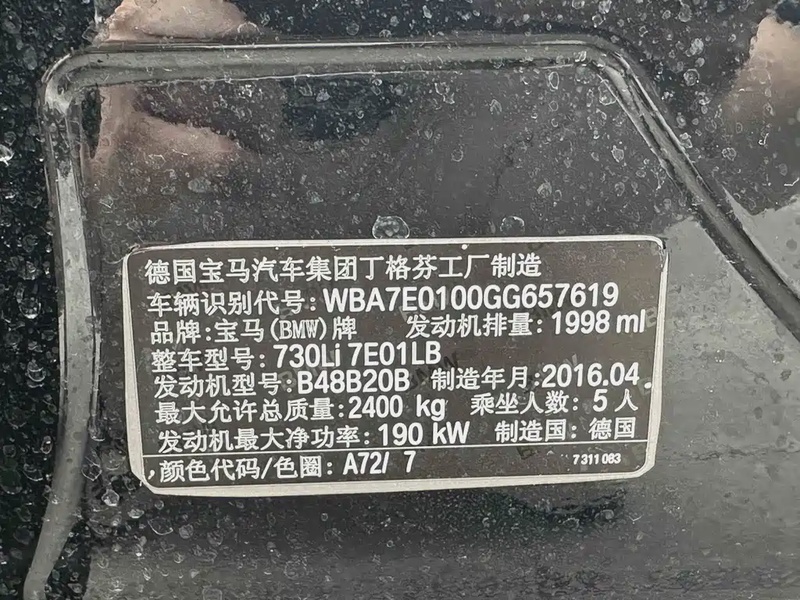 德国宝马汽车集团丁格芬工厂制造
车辆识别代号: WBA7E0100GG657619
品牌: 宝马(BMW)牌 发动机排量: 1998 ml
整车型号: 730Li 7E01LB
发动机型号: B48B20B 制造年月: 2016.04.
最大允许总质量: 2400 kg 乘坐人数: 5 人
发动机最大净功率: 190 kW 制造国: 德国
颜色代码/色圈: A72/ 7 7 311 083